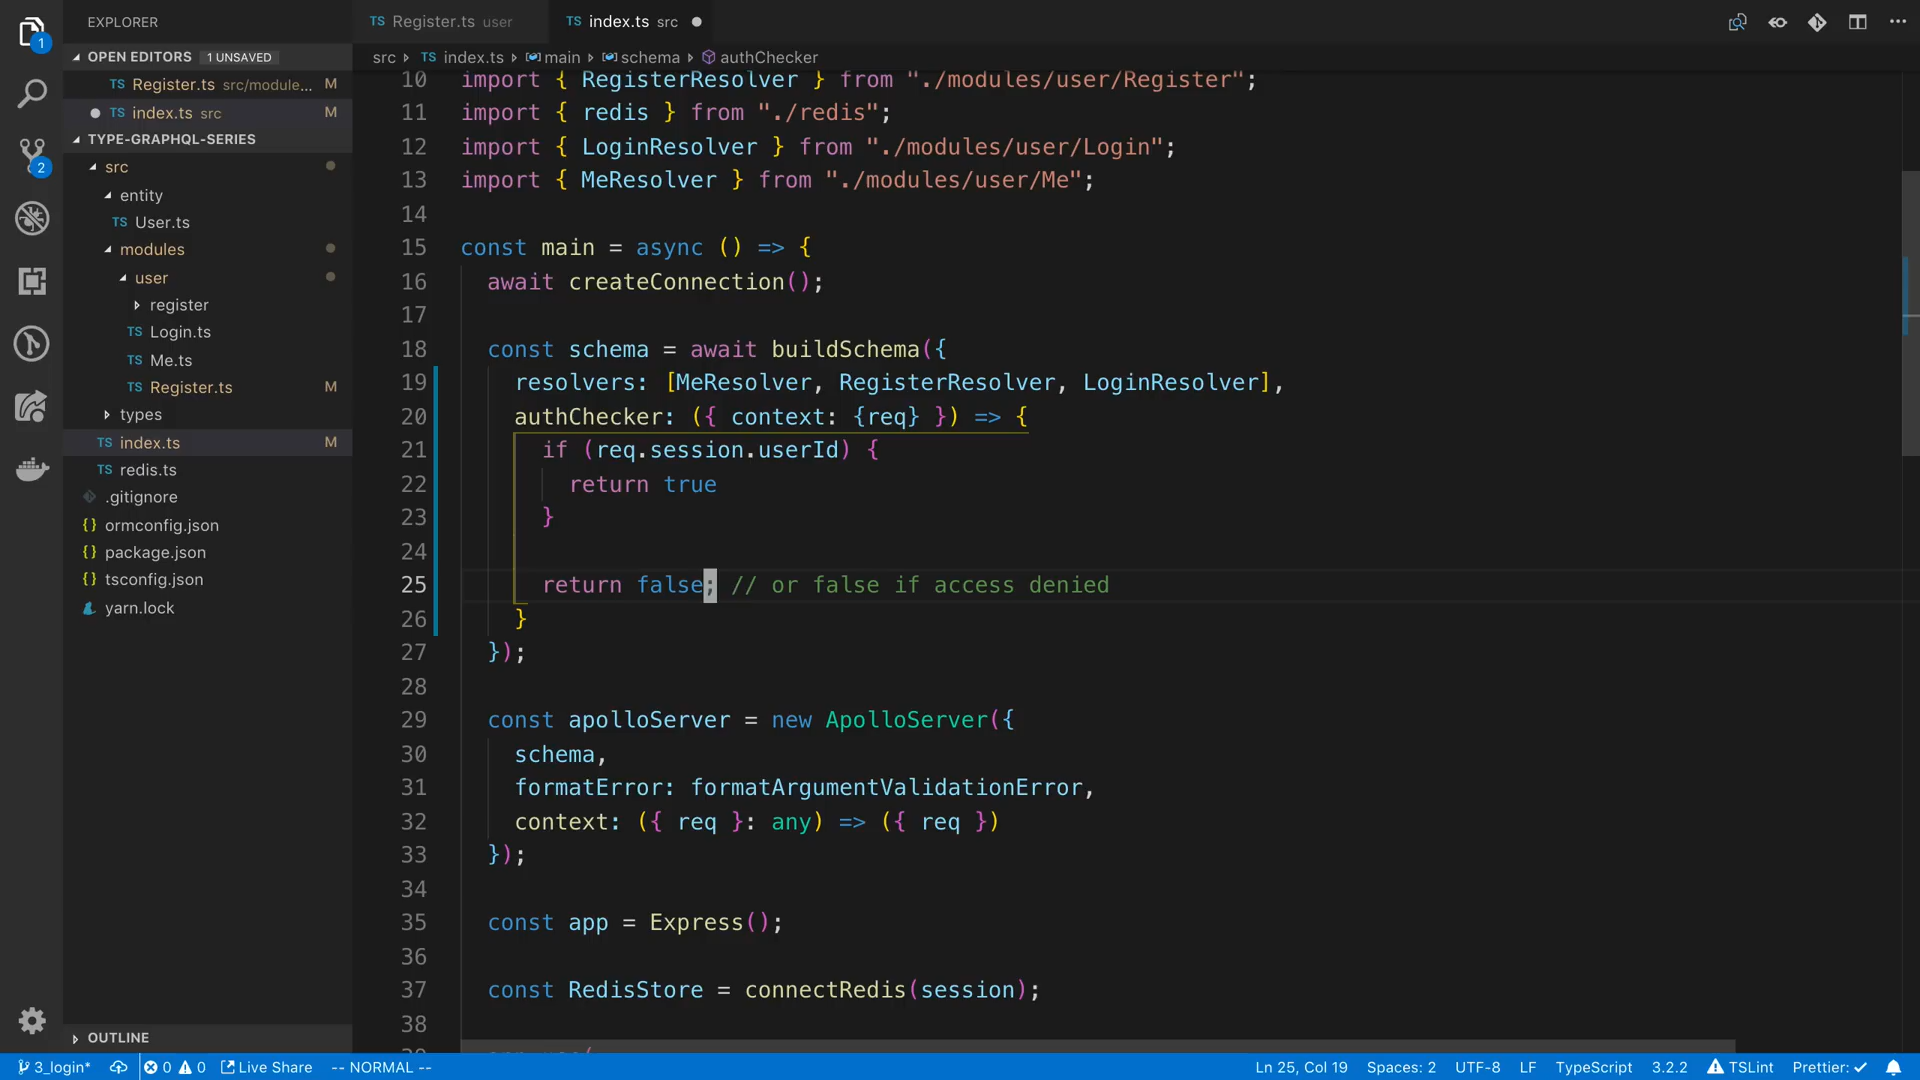 EXPLORER
OPEN EDITORS 1 UNSAVED
TS Register.ts src/module... M
TS index.ts src M
TYPE-GRAPHQL-SERIES
src
entity
TS User.ts
modules
user
register
TS Login.ts
TS Me.ts
TS Register.ts M
types
TS index.ts M
TS redis.ts
.gitignore
{} ormconfig.json
{} package.json
{} tsconfig.json
yarn.lock
OUTLINE
1
2
TS Register.ts user
TS index.ts src
src TS index.ts main schema authChecker
10 import { RegisterResolver } from "./modules/user/Register";
11 import { redis } from "./redis";
12 import { LoginResolver } from "./modules/user/Login";
13 import { MeResolver } from "./modules/user/Me";
14
15 const main = async () => {
16 await createConnection();
17
18 const schema = await buildSchema({
19 resolvers: [MeResolver, RegisterResolver, LoginResolver],
20 authChecker: ({ context: {req} }) => {
21 if (req.session.userId) {
22 return true
23 }
24
25 return false; // or false if access denied
26 }
27 });
28
29 const apolloServer = new ApolloServer({
30 schema,
31 formatError: formatArgumentValidationError,
32 context: ({ req }: any) => ({ req })
33 });
34
35 const app = Express();
36
37 const RedisStore = connectRedis(session);
38
3_login* 0 0 Live Share -- NORMAL -- Ln 25, Col 19 Spaces: 2 UTF-8 LF TypeScript 3.2.2 TSLint Prettier: ✓